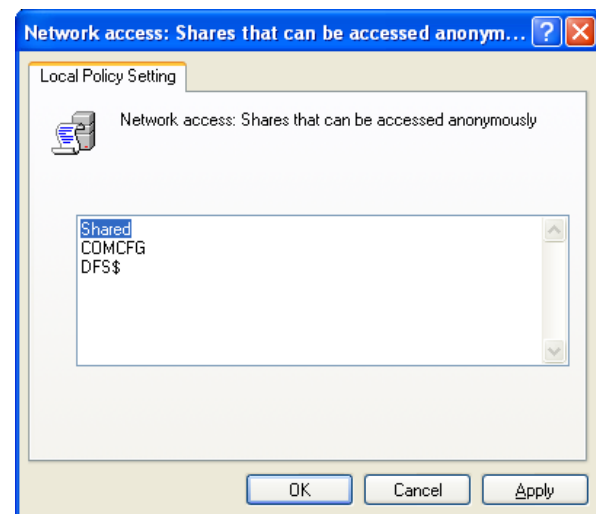 Network access: Shares that can be accessed anonym...
Local Policy Setting
Network access: Shares that can be accessed anonymously
Shared
COMCFG
DFS$
OK
Cancel
Apply